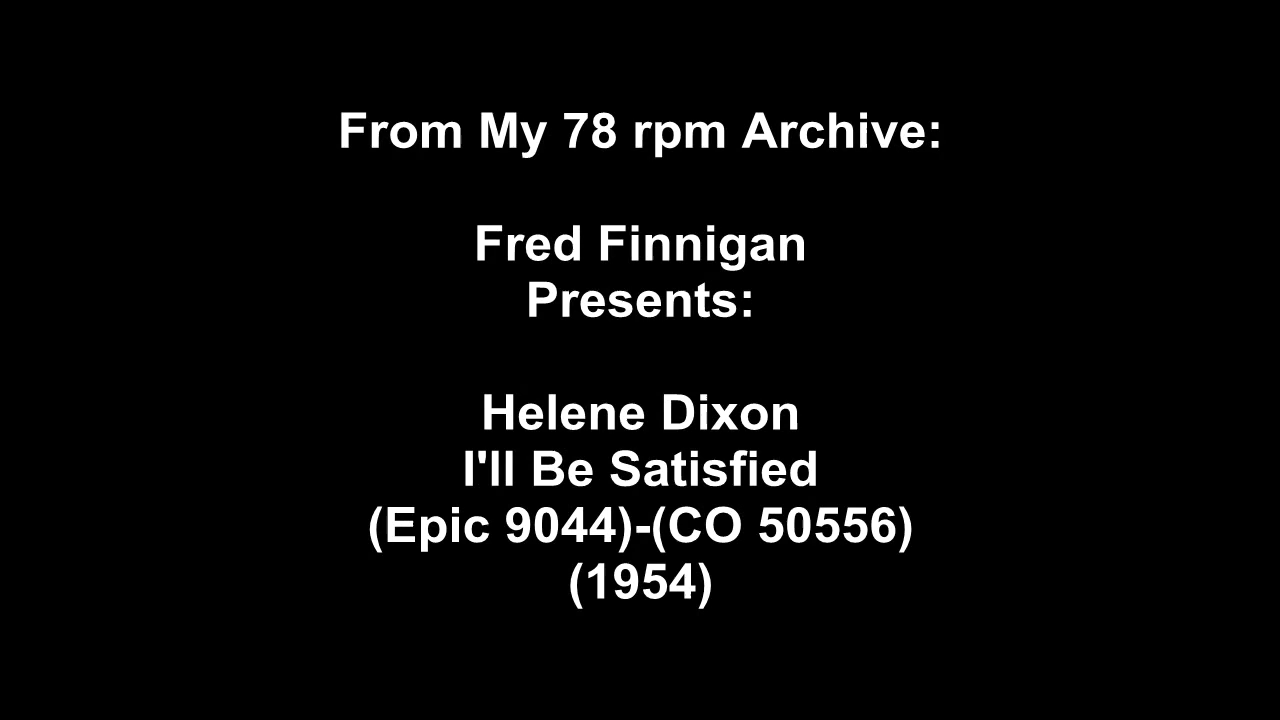 From My 78 rpm Archive:
Fred Finnigan
Presents:
Helene Dixon
I'll Be Satisfied
(Epic 9044)-(CO 50556)
(1954)